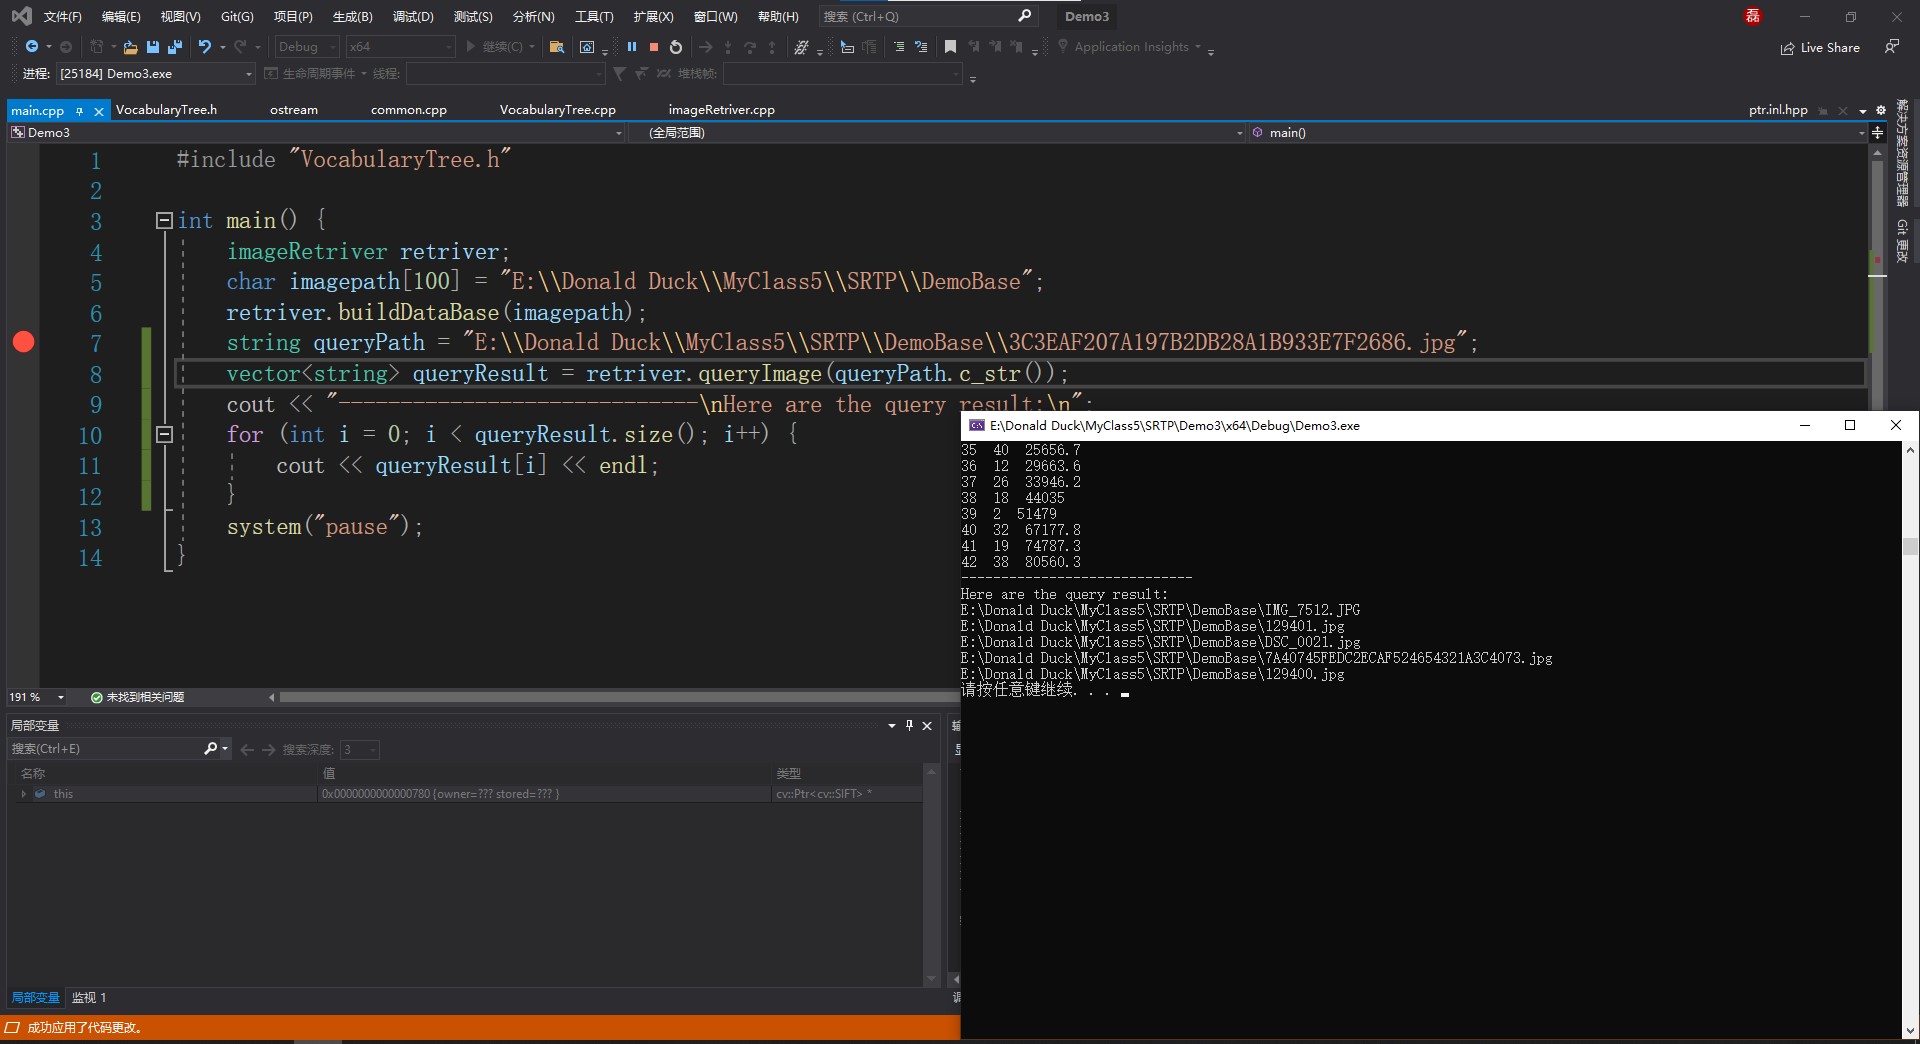 文件(F) 编辑(E) 视图(V) Git(G) 项目(P) 生成(B) 调试(D) 测试(S) 分析(N) 工具(T) 扩展(X) 窗口(W) 帮助(H) 搜索 (Ctrl+Q) Demo3 磊
Debug x64 继续(C) Application Insights Live Share
进程: [25184] Demo3.exe 生命周期事件 线程: 堆栈帧:
main.cpp VocabularyTree.h ostream common.cpp VocabularyTree.cpp imageRetriver.cpp ptr.inl.hpp
Demo3 (全局范围) main()
解决方案资源管理器
Git 更改
1 #include "VocabularyTree.h"
2
3 int main() {
4 imageRetriver retriver;
5 char imagepath[100] = "E:\\Donald Duck\\MyClass5\\SRTP\\DemoBase";
6 retriver.buildDataBase(imagepath);
7 string queryPath = "E:\\Donald Duck\\MyClass5\\SRTP\\DemoBase\\3C3EAF207A197B2DB28A1B933E7F2686.jpg";
8 vector<string> queryResult = retriver.queryImage(queryPath.c_str());
9 cout << "-----------------------------\nHere are the query result:\n";
10 for (int i = 0; i < queryResult.size(); i++) {
11 cout << queryResult[i] << endl;
12 }
13 system("pause");
14 }
E:\Donald Duck\MyClass5\SRTP\Demo3\x64\Debug\Demo3.exe
35 40 25656.7
36 12 29663.6
37 26 33946.2
38 18 44035
39 2 51479
40 32 67177.8
41 19 74787.3
42 38 80560.3
-----------------------------
Here are the query result:
E:\Donald Duck\MyClass5\SRTP\DemoBase\IMG_7512.JPG
E:\Donald Duck\MyClass5\SRTP\DemoBase\129401.jpg
E:\Donald Duck\MyClass5\SRTP\DemoBase\DSC_0021.jpg
E:\Donald Duck\MyClass5\SRTP\DemoBase\7A40745FEDC2ECAF524654321A3C4073.jpg
E:\Donald Duck\MyClass5\SRTP\DemoBase\129400.jpg
请按任意键继续. . .
191 % 未找到相关问题
局部变量
搜索(Ctrl+E) 搜索深度: 3
名称 值 类型
this 0x0000000000000780 {owner=??? stored=??? } cv::Ptr<cv::SIFT> *
局部变量 监视 1
成功应用了代码更改。